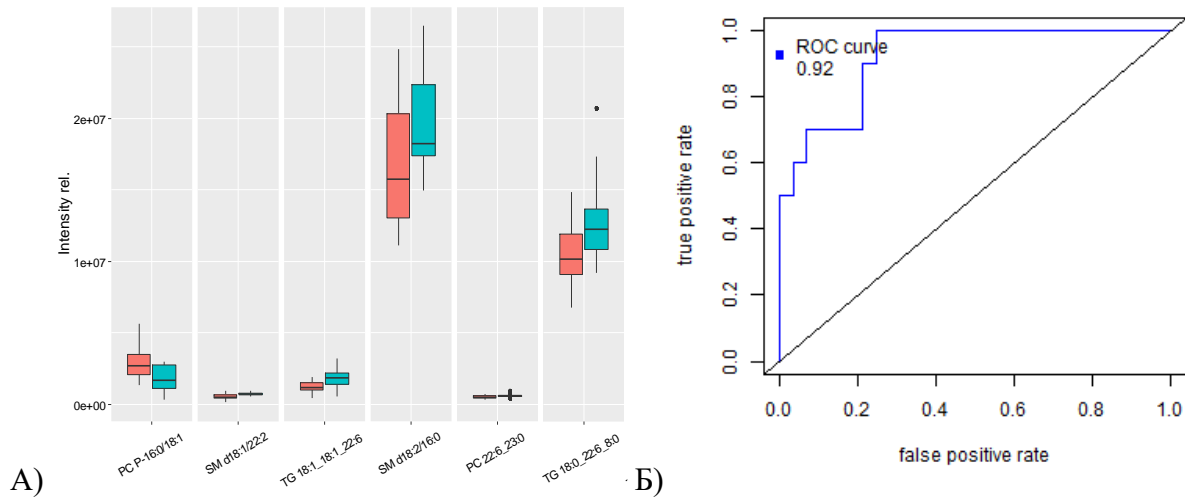 2e+07
1e+07
0e+00
Intensity rel.
PC P-16:0/18:1
SM d18:1/22:2
TG 18:1_18:1_22:6
SM d18:2/16:0
PC 22:6_23:0
TG 18:0_22:6_8:0
А)
ROC curve
0.92
1.0
0.8
0.6
0.4
0.2
0.0
true positive rate
0.0 0.2 0.4 0.6 0.8 1.0
false positive rate
Б)